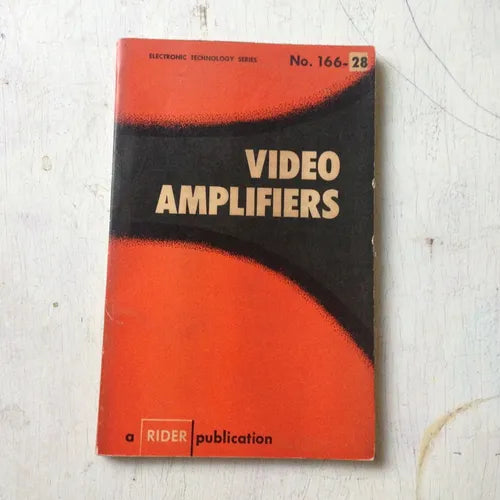 ELECTRONIC TECHNOLOGY SERIES No. 166-28
VIDEO
AMPLIFIERS
a RIDER publication